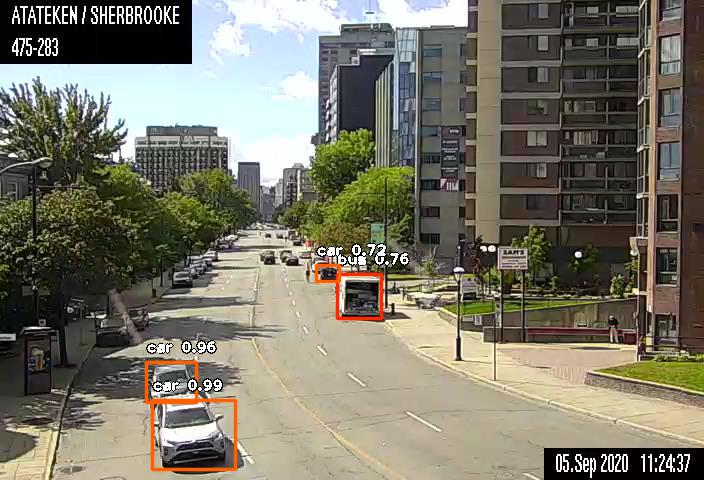 ATATEKEN / SHERBROOKE
475-283
car 0.72
bus 0.76
car 0.96
car 0.99
05.Sep 2020 11:24:37